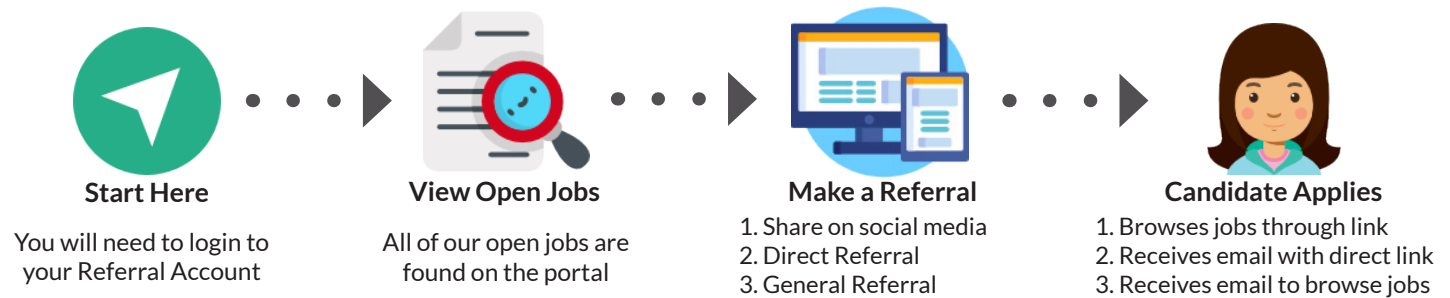 Start Here
You will need to login to
your Referral Account
View Open Jobs
All of our open jobs are
found on the portal
Make a Referral
1. Share on social media
2. Direct Referral
3. General Referral
Candidate Applies
1. Browses jobs through link
2. Receives email with direct link
3. Receives email to browse jobs